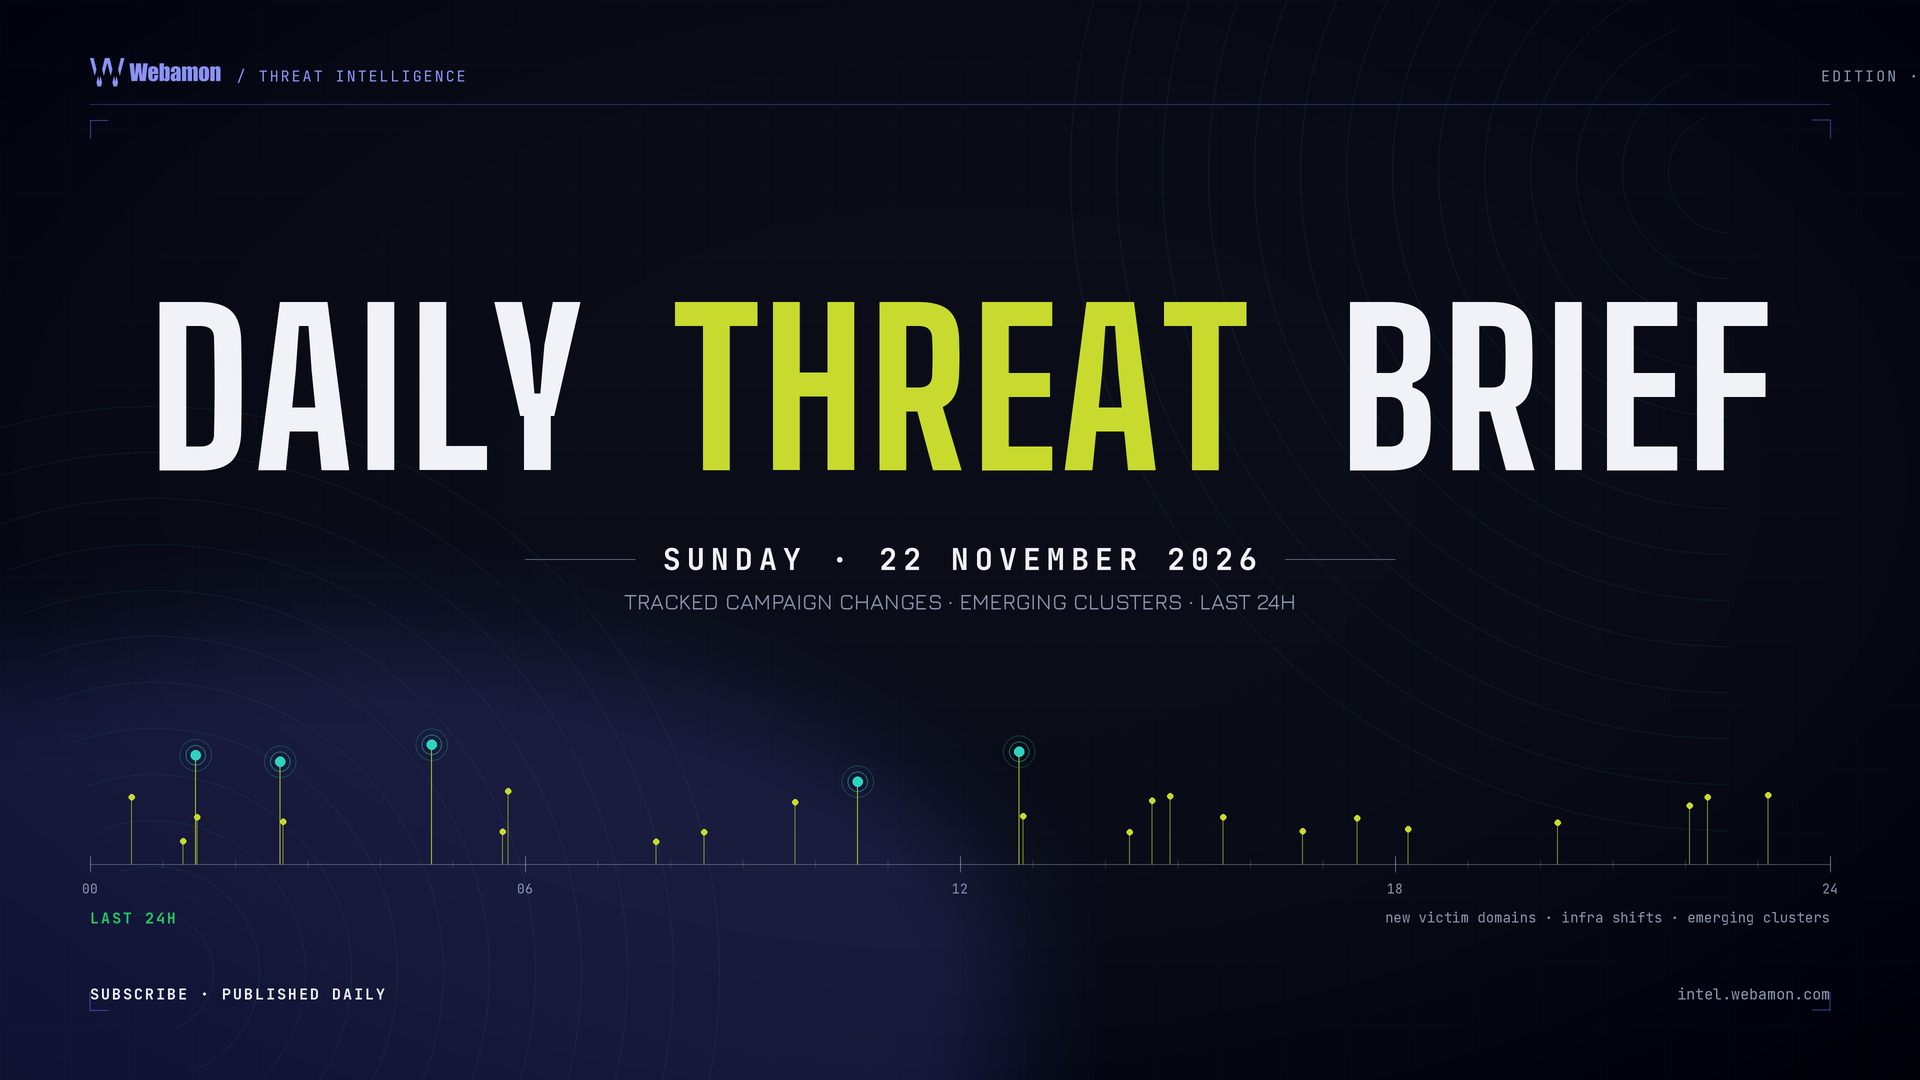 Webamon / THREAT INTELLIGENCE
EDITION ·
DAILY THREAT BRIEF
SUNDAY · 22 NOVEMBER 2026
TRACKED CAMPAIGN CHANGES · EMERGING CLUSTERS · LAST 24H
00 06 12 18 24
LAST 24H
new victim domains · infra shifts · emerging clusters
SUBSCRIBE · PUBLISHED DAILY
intel.webamon.com